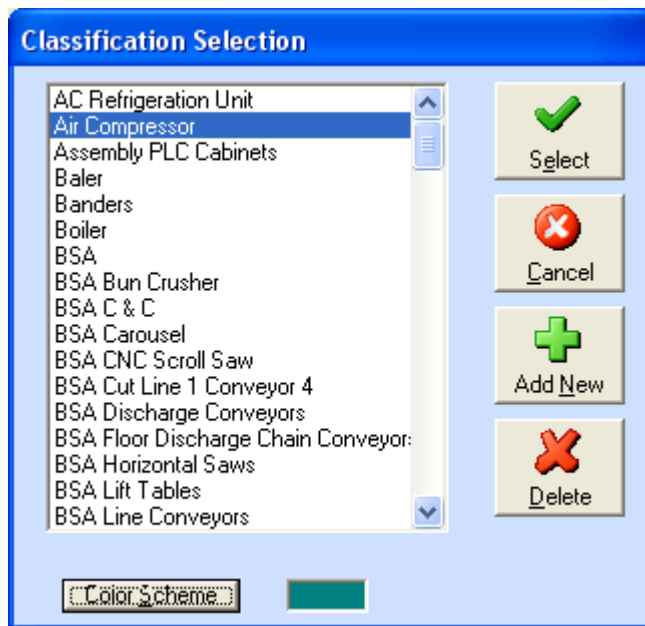 Classification Selection
AC Refrigeration Unit
Air Compressor
Assembly PLC Cabinets
Baler
Banders
Boiler
BSA
BSA Bun Crusher
BSA C & C
BSA Carousel
BSA CNC Scroll Saw
BSA Cut Line 1 Conveyor 4
BSA Discharge Conveyors
BSA Floor Discharge Chain Conveyor
BSA Horizontal Saws
BSA Lift Tables
BSA Line Conveyors
Select
Cancel
Add New
Delete
Color Scheme